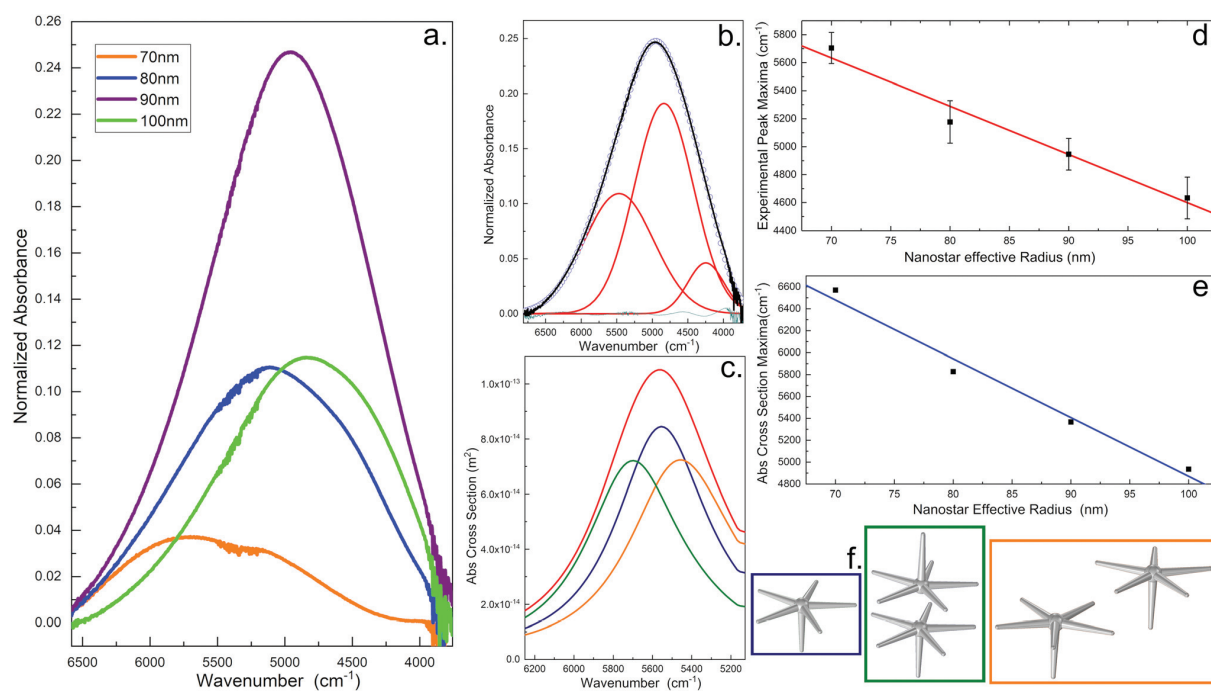 a.
70nm
80nm
90nm
100nm
0.26
0.24
0.22
0.20
0.18
0.16
0.14
0.12
0.10
0.08
0.06
0.04
0.02
0.00
Normalized Absorbance
6500 6000 5500 5000 4500 4000
Wavenumber (cm-1)
b.
0.25
0.20
0.15
0.10
0.05
0.00
Normalized Absorbance
6500 6000 5500 5000 4500 4000
Wavenumber (cm-1)
c.
1.0x10-13
8.0x10-14
6.0x10-14
4.0x10-14
2.0x10-14
0.0
Abs Cross Section (m2)
6200 6000 5800 5600 5400 5200
Wavenumber (cm-1)
d
5800
5600
5400
5200
5000
4800
4600
4400
Experimental Peak Maxima (cm-1)
70 75 80 85 90 95 100
Nanostar effective Radius (nm)
e
6600
6400
6200
6000
5800
5600
5400
5200
5000
4800
Abs Cross Section Maxima(cm-1)
70 75 80 85 90 95 100
Nanostar Effective Radius (nm)
f.